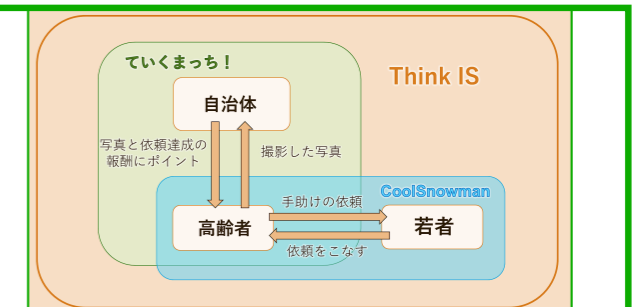 ていくまっち！
Think IS
自治体
写真と依頼達成の
報酬にポイント
撮影した写真
CoolSnowman
手助けの依頼
高齢者
若者
依頼をこなす